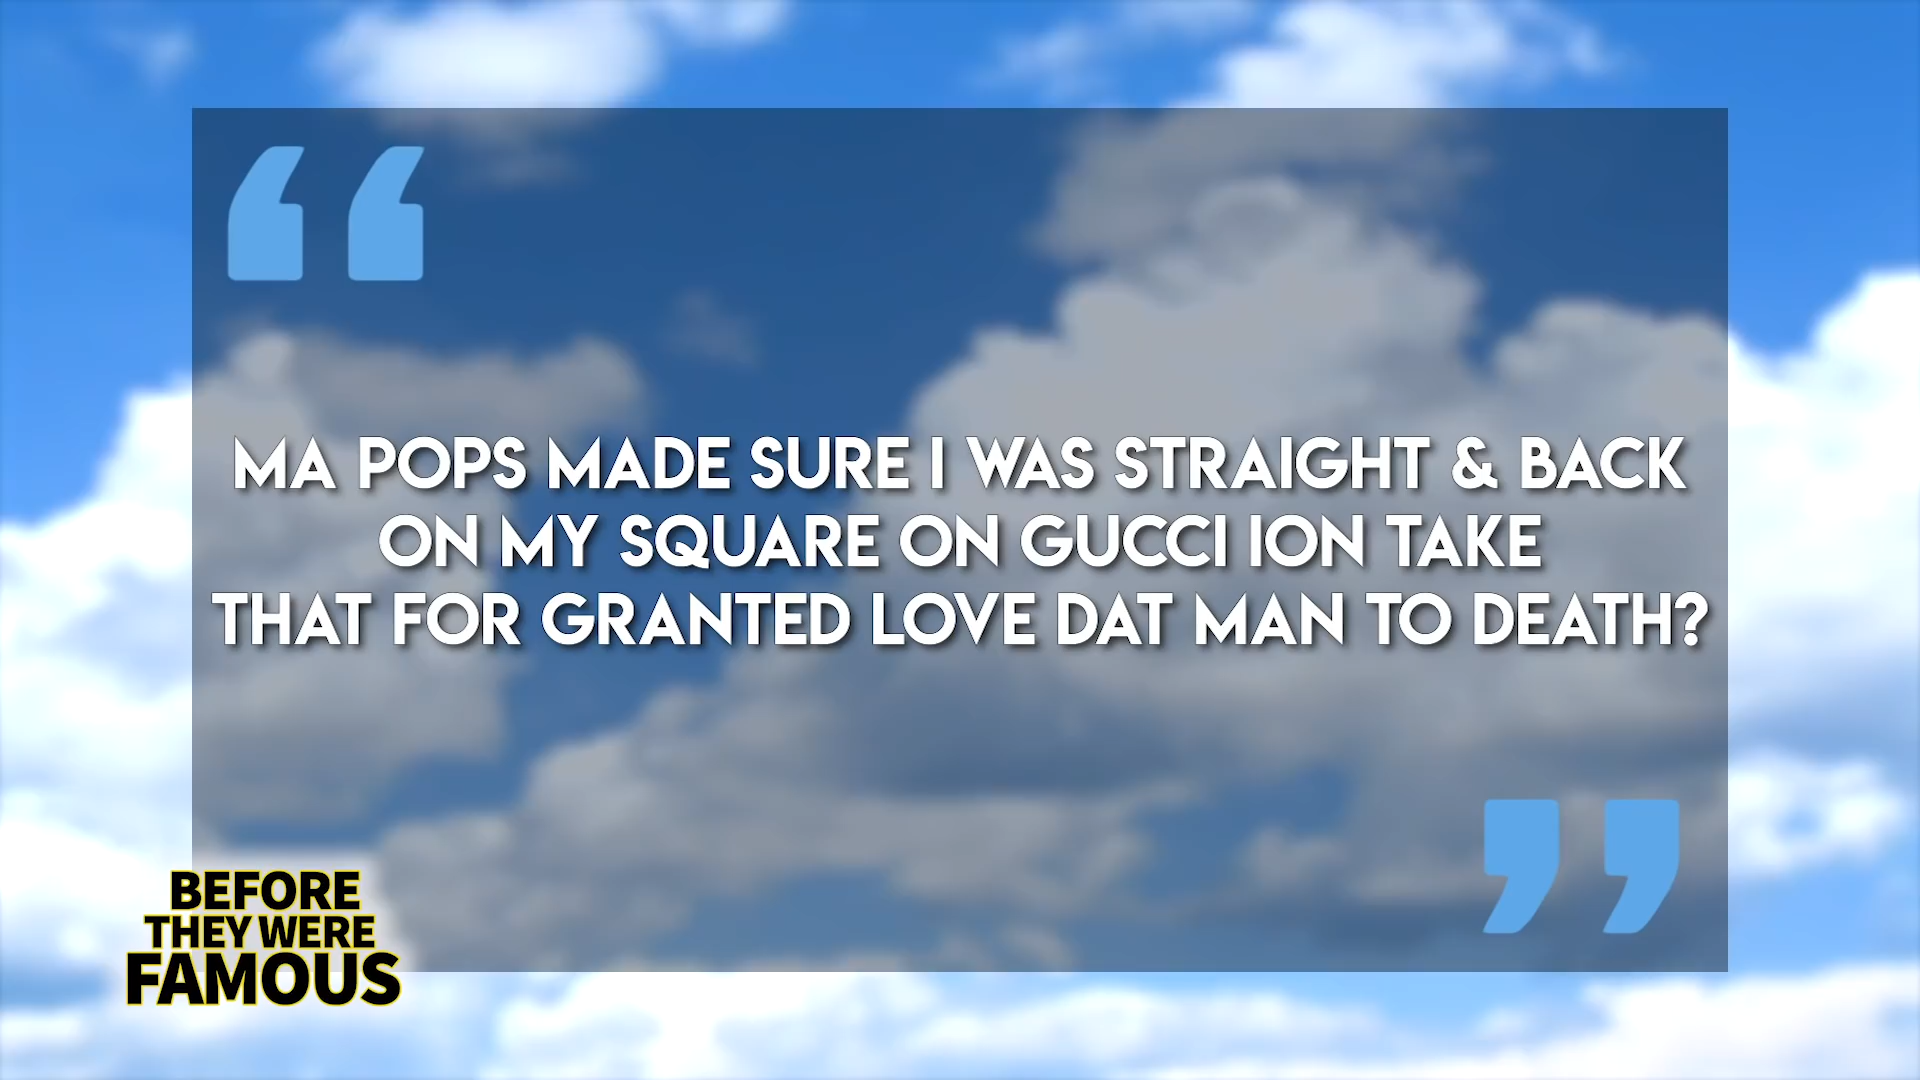 MA POPS MADE SURE I WAS STRAIGHT & BACK
ON MY SQUARE ON GUCCI ION TAKE
THAT FOR GRANTED LOVE DAT MAN TO DEATH?
BEFORE
THEY WERE
FAMOUS